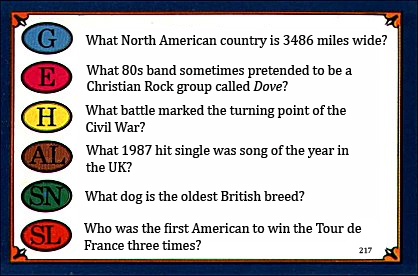 G What North American country is 3486 miles wide?
E What 80s band sometimes pretended to be a
Christian Rock group called Dove?
H What battle marked the turning point of the
Civil War?
AL What 1987 hit single was song of the year in
the UK?
SN What dog is the oldest British breed?
SL Who was the first American to win the Tour de
France three times?
217